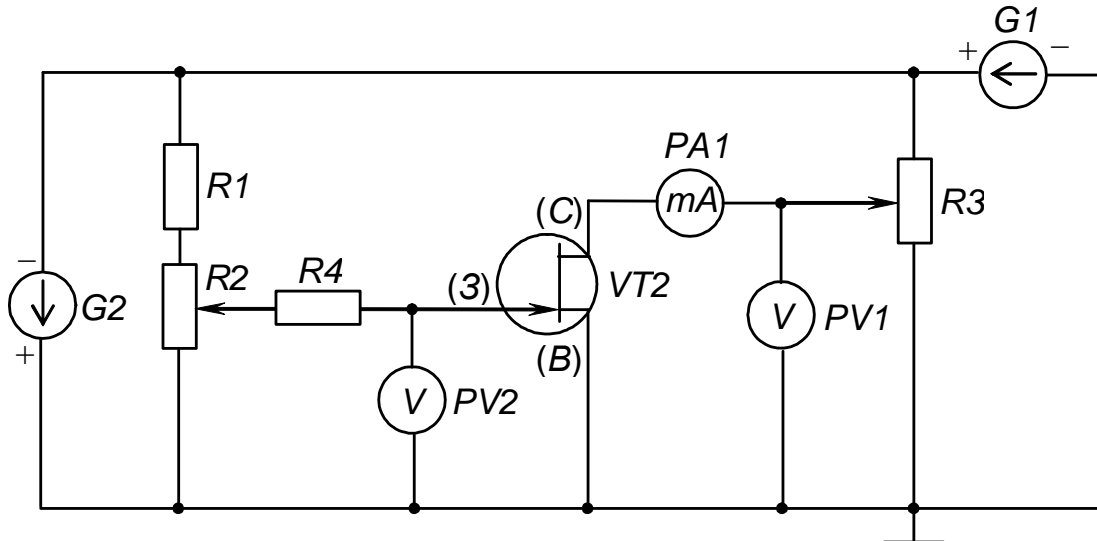 G1
+ −
PA1
R1
(C)
mA
R3
−
R2
R4
(З)
VT2
G2
V
PV1
+
(В)
V
PV2